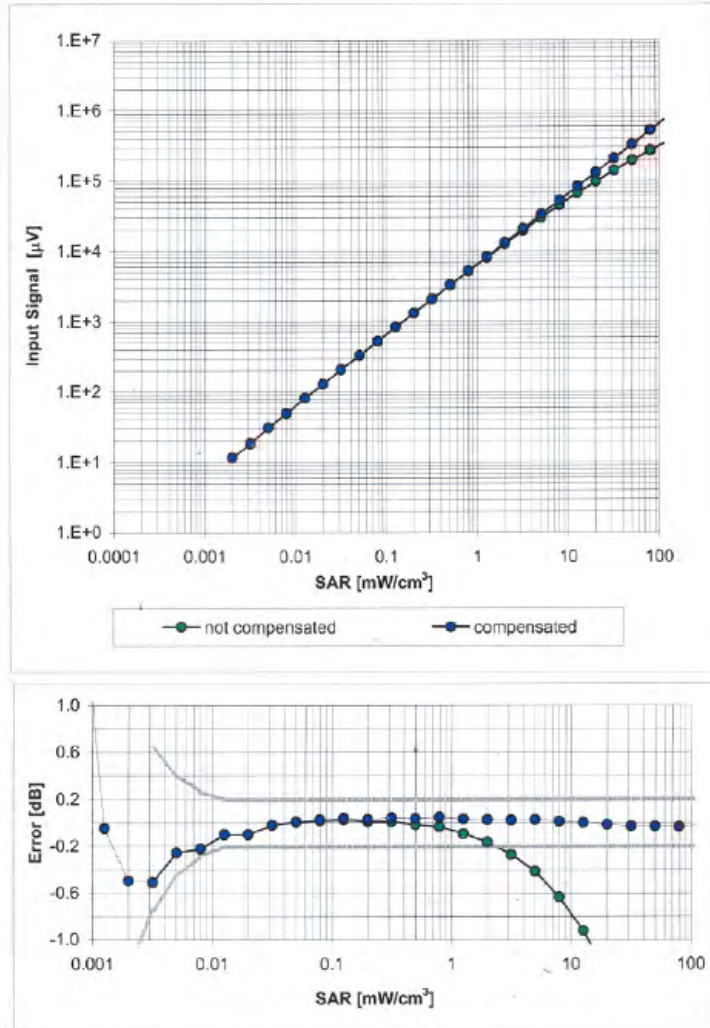 1.E+7
1.E+6
1.E+5
1.E+4
1.E+3
1.E+2
1.E+1
1.E+0
Input Signal [µV]
0.0001 0.001 0.01 0.1 1 10 100
SAR [mW/cm³]
not compensated compensated
1.0
0.6
0.2
-0.2
-0.6
-1.0
Error [dB]
0.001 0.01 0.1 1 10 100
SAR [mW/cm³]